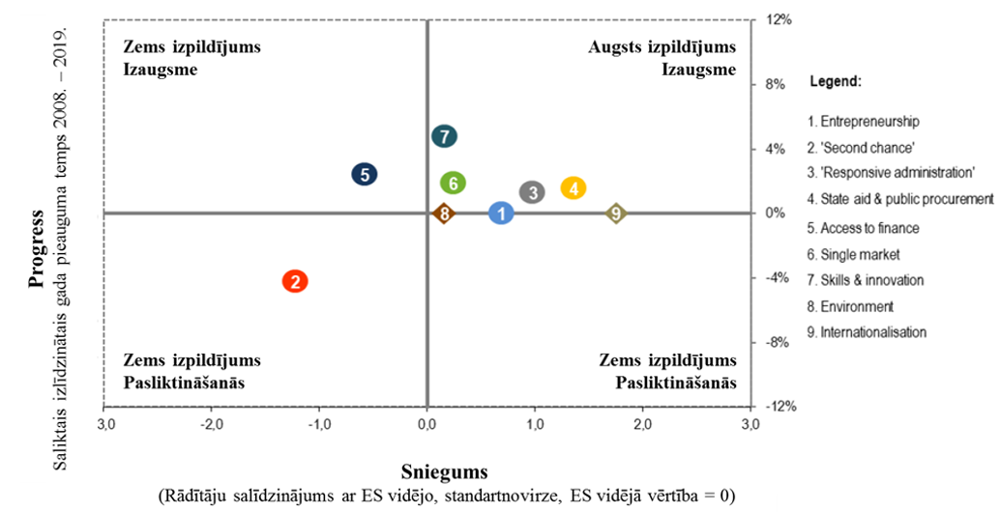 12%
8%
4%
0%
-4%
-8%
-12%
Zems izpildījums
Izaugsme
Augsts izpildījums
Izaugsme
7
5
6
3
4
8
1
9
2
Zems izpildījums
Pasliktināšanās
Zems izpildījums
Pasliktināšanās
3,0
-2,0
-1,0
0,0
1,0
2,0
3,0
Progress
Saliktais izlīdzinātais gada pieauguma temps 2008. – 2019.
Sniegums
(Rādītāju salīdzinājums ar ES vidējo, standartnovirze, ES vidējā vērtība = 0)
Legend:
1. Entrepreneurship
2. 'Second chance'
3. 'Responsive administration'
4. State aid & public procurement
5. Access to finance
6. Single market
7. Skills & innovation
8. Environment
9. Internationalisation